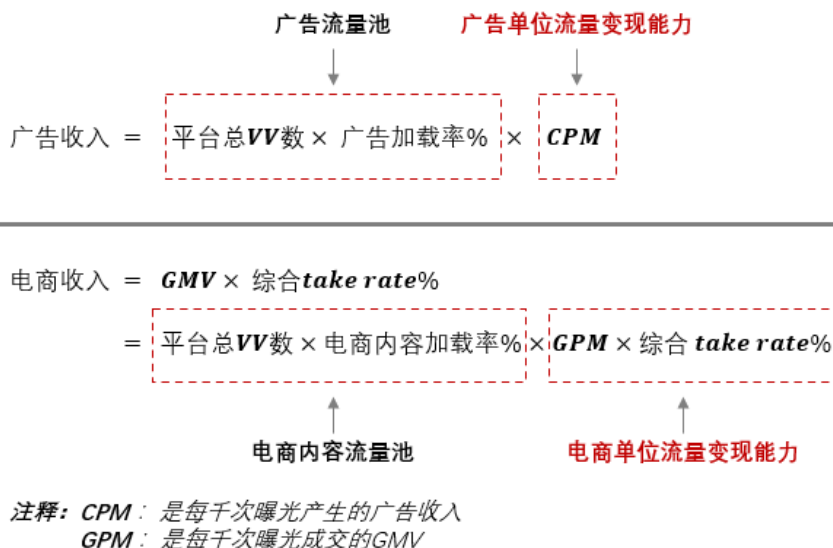 广告流量池 广告单位流量变现能力
广告收入 = 平台总VV数 × 广告加载率% × CPM
电商收入 = GMV × 综合take rate%
= 平台总VV数 × 电商内容加载率% × GPM × 综合 take rate%
电商内容流量池 电商单位流量变现能力
注释：CPM： 是每千次曝光产生的广告收入
GPM： 是每千次曝光成交的GMV